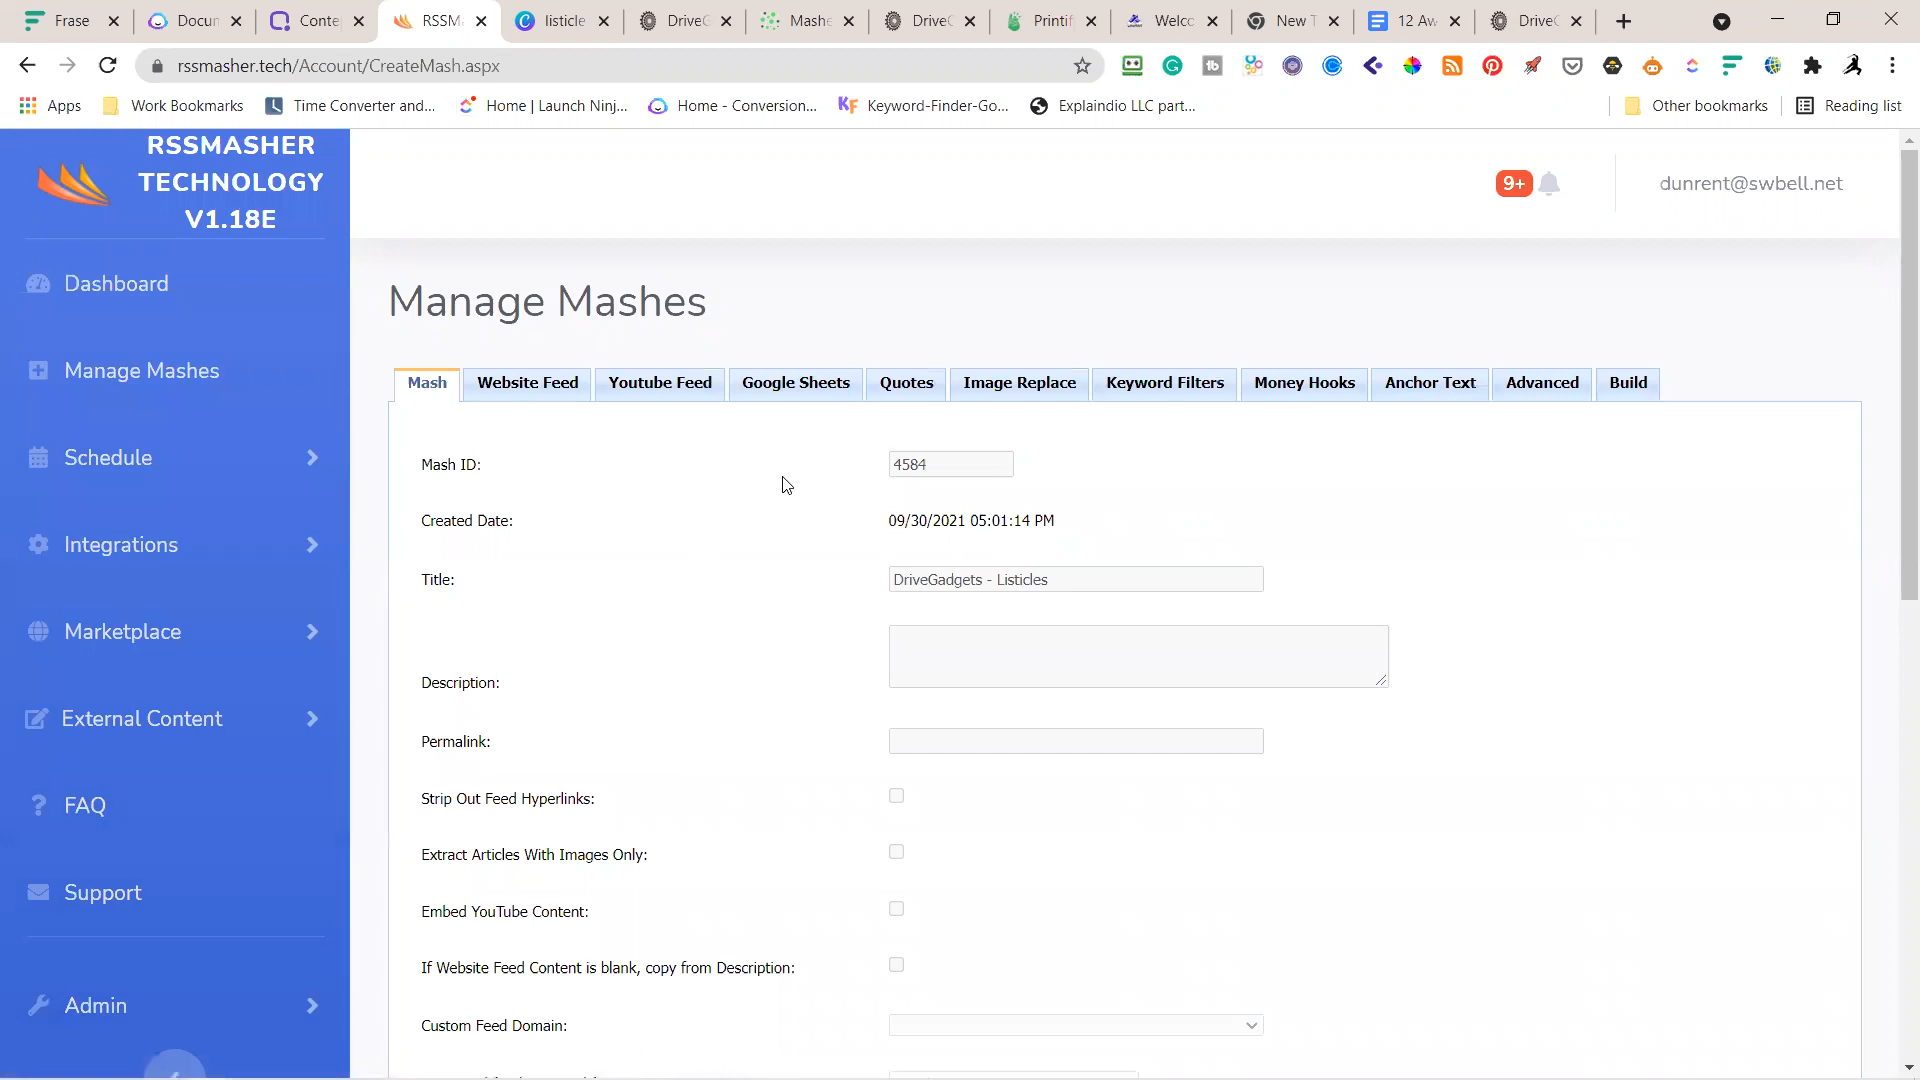 Frase
Docum
Conte
RSSM
listicle
DriveG
Mashe
DriveG
Printif
Welcc
New T
12 Aw
DriveG
rssmasher.tech/Account/CreateMash.aspx
Apps
Work Bookmarks
Time Converter and...
Home | Launch Ninj...
Home - Conversion...
Keyword-Finder-Go...
Explaindio LLC part...
Other bookmarks
Reading list
RSSMASHER
TECHNOLOGY
V1.18E
9+
dunrent@swbell.net
Dashboard
Manage Mashes
Schedule
Integrations
Marketplace
External Content
FAQ
Support
Admin
Manage Mashes
Mash
Website Feed
Youtube Feed
Google Sheets
Quotes
Image Replace
Keyword Filters
Money Hooks
Anchor Text
Advanced
Build
Mash ID:
4584
Created Date:
09/30/2021 05:01:14 PM
Title:
DriveGadgets - Listicles
Description:
Permalink:
Strip Out Feed Hyperlinks:
Extract Articles With Images Only:
Embed YouTube Content:
If Website Feed Content is blank, copy from Description:
Custom Feed Domain: